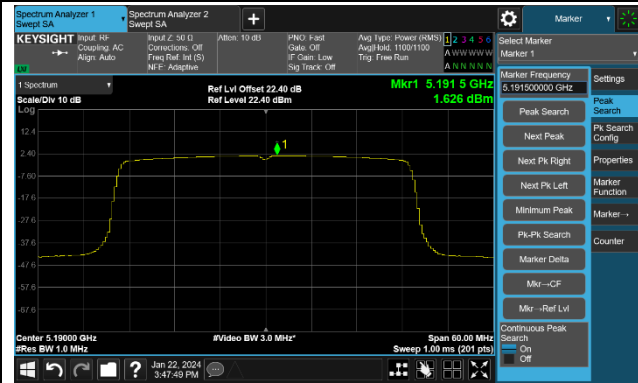 Spectrum Analyzer 1
Swept SA
Spectrum Analyzer 2
Swept SA
+
Marker
KEYSIGHT
Input: RF
Coupling: AC
Align: Auto
Input Z: 50 Ω
Corrections: Off
Freq Ref: Int (S)
NFE: Adaptive
Atten: 10 dB
PNO: Fast
Gate: Off
IF Gain: Low
Sig Track: Off
Avg Type: Power (RMS)
Avg|Hold: 1100/1100
Trig: Free Run
1 2 3 4 5 6
A W W W W W
A N N N N N
Select Marker
Marker 1
1 Spectrum
Scale/Div 10 dB
Log
Ref Lvl Offset 22.40 dB
Ref Level 22.40 dBm
Mkr1 5.191 5 GHz
1.626 dBm
1
12.4
2.40
-7.60
-17.6
-27.6
-37.6
-47.6
-57.6
-67.6
Center 5.19000 GHz
#Res BW 1.0 MHz
#Video BW 3.0 MHz*
Span 60.00 MHz
Sweep 1.00 ms (201 pts)
Marker Frequency
5.191500000 GHz
Peak Search
Next Peak
Next Pk Right
Next Pk Left
Minimum Peak
Pk-Pk Search
Marker Delta
Mkr→CF
Mkr→Ref Lvl
Continuous Peak
Search
On
Off
Settings
Peak
Search
Pk Search
Config
Properties
Marker
Function
Marker→
Counter
?
Jan 22, 2024
3:47:49 PM